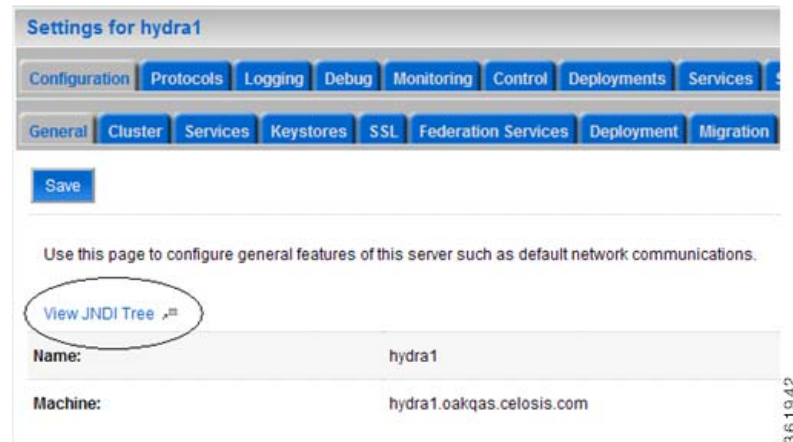 Settings for hydra1
Configuration Protocols Logging Debug Monitoring Control Deployments Services
General Cluster Services Keystores SSL Federation Services Deployment Migration
Save
Use this page to configure general features of this server such as default network communications.
View JNDI Tree
Name: hydra1
Machine: hydra1.oakqas.celosis.com
361942